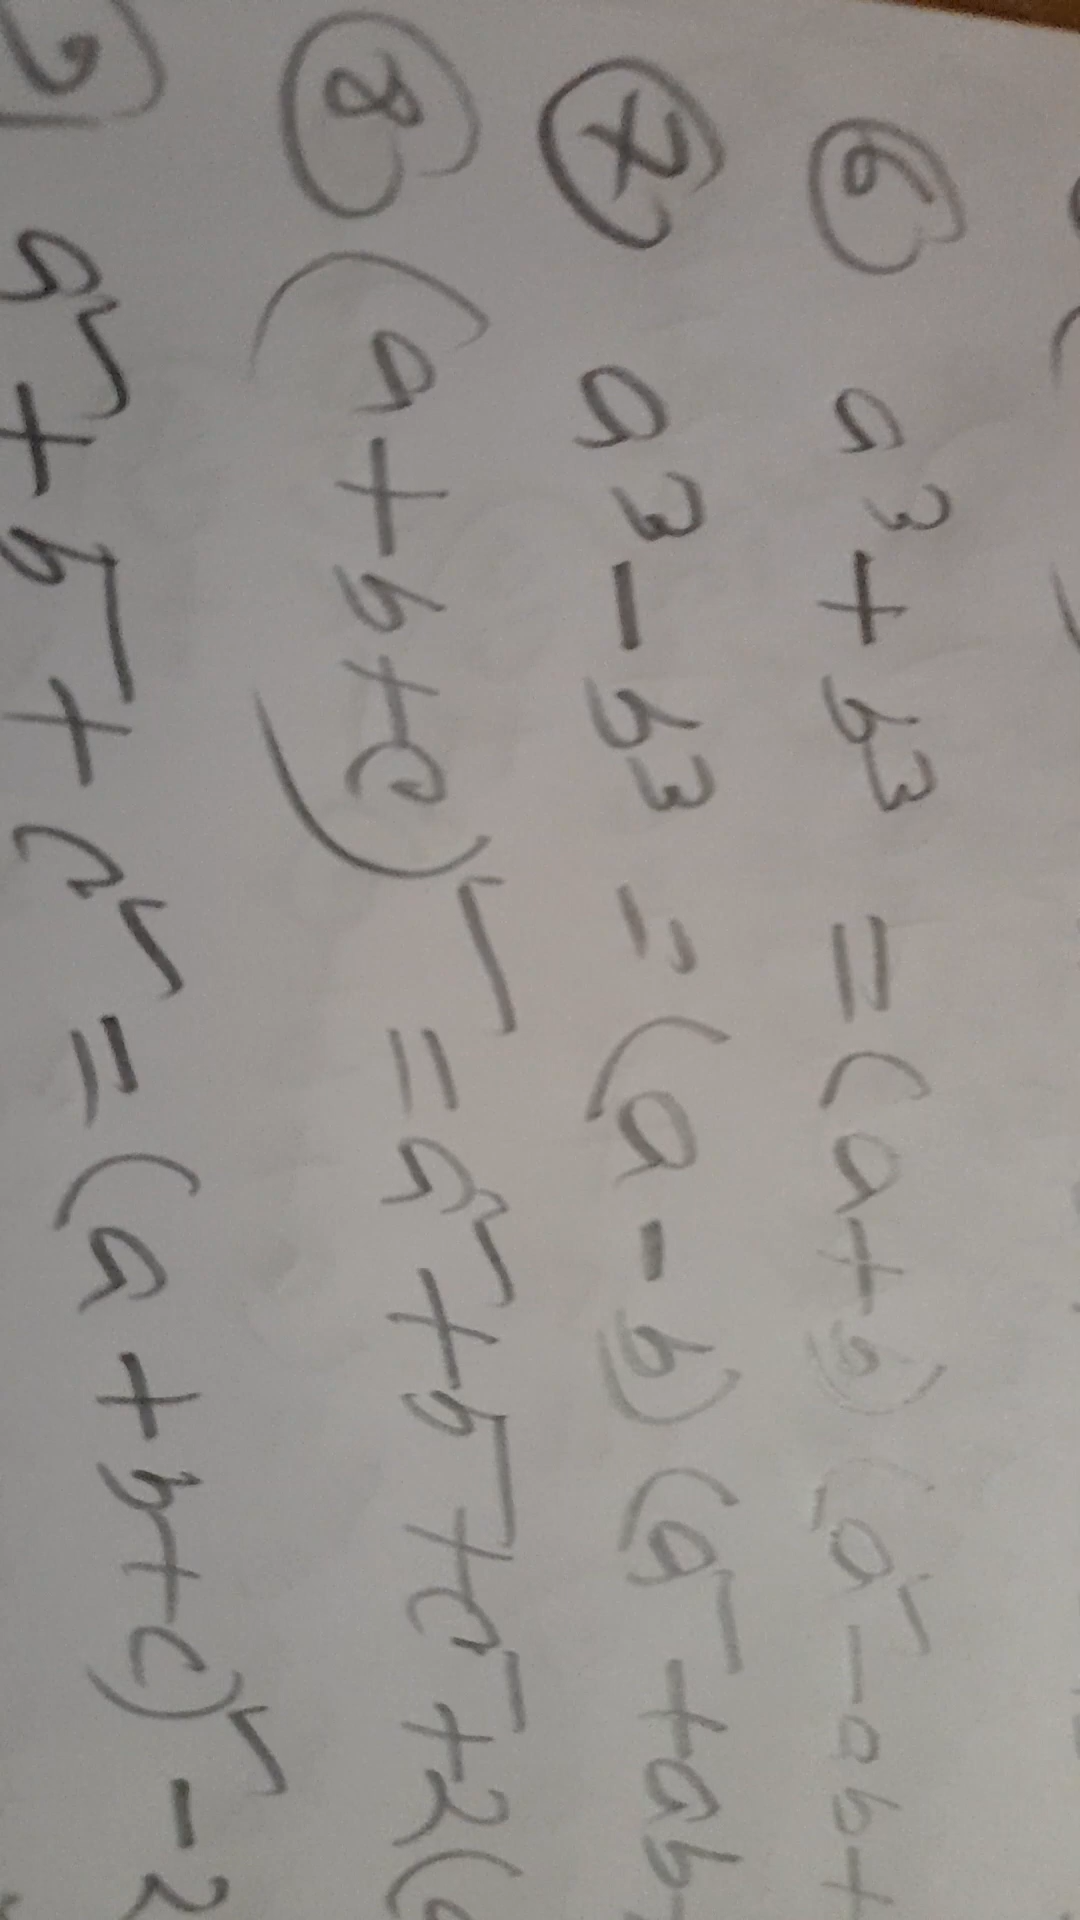 ⑥ a³ + b³ = (a+b) (a² - ab +
⑦ a³ - b³ = (a - b) (a² + ab
⑧ (a + b + c)² = a² + b² + c² + 2(
a² + b² + c² = (a + b + c)² - 2